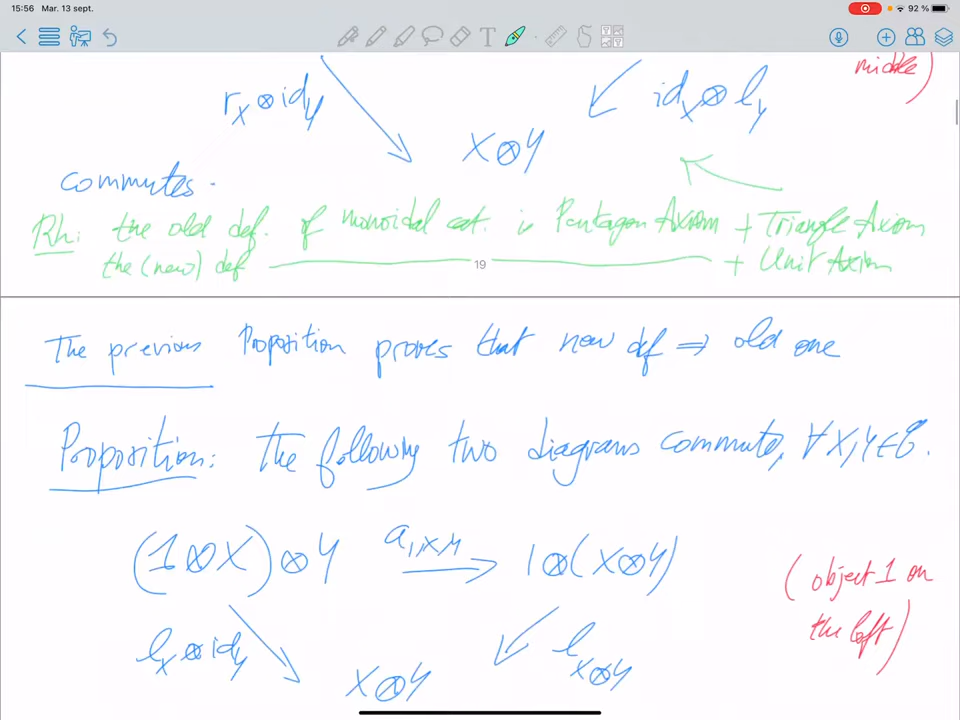 15:56 Mar. 13 sept. 92 %
middle)
r_X ⊗ id_Y id_X ⊗ l_Y
X ⊗ Y
commutes.
Rk: the old def. of monoidal cat. is Pentagon Axiom + Triangle Axiom
the (new) def ——— + Unit Axiom
19
The previous Proposition proves that new def ⇒ old one
Proposition: the following two diagrams commute, ∀X,Y∈C.
(1⊗X)⊗Y a_{1,X,Y} → 1⊗(X⊗Y)
(object 1 on
the left)
l_X ⊗ id_Y l_{X⊗Y}
X⊗Y